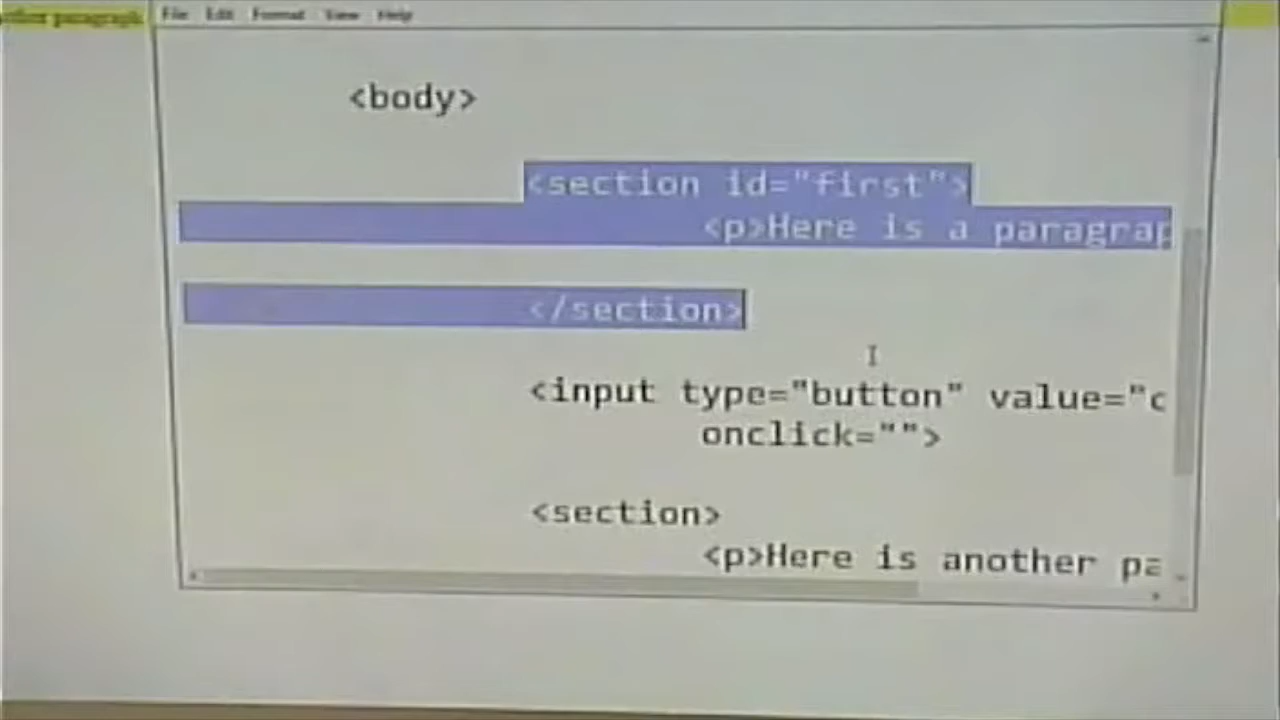 paragraph
File Edit Format View Help
<body>
<section id="first">
<p>Here is a paragrap
</section>
<input type="button" value="c
onclick="">
<section>
<p>Here is another pa